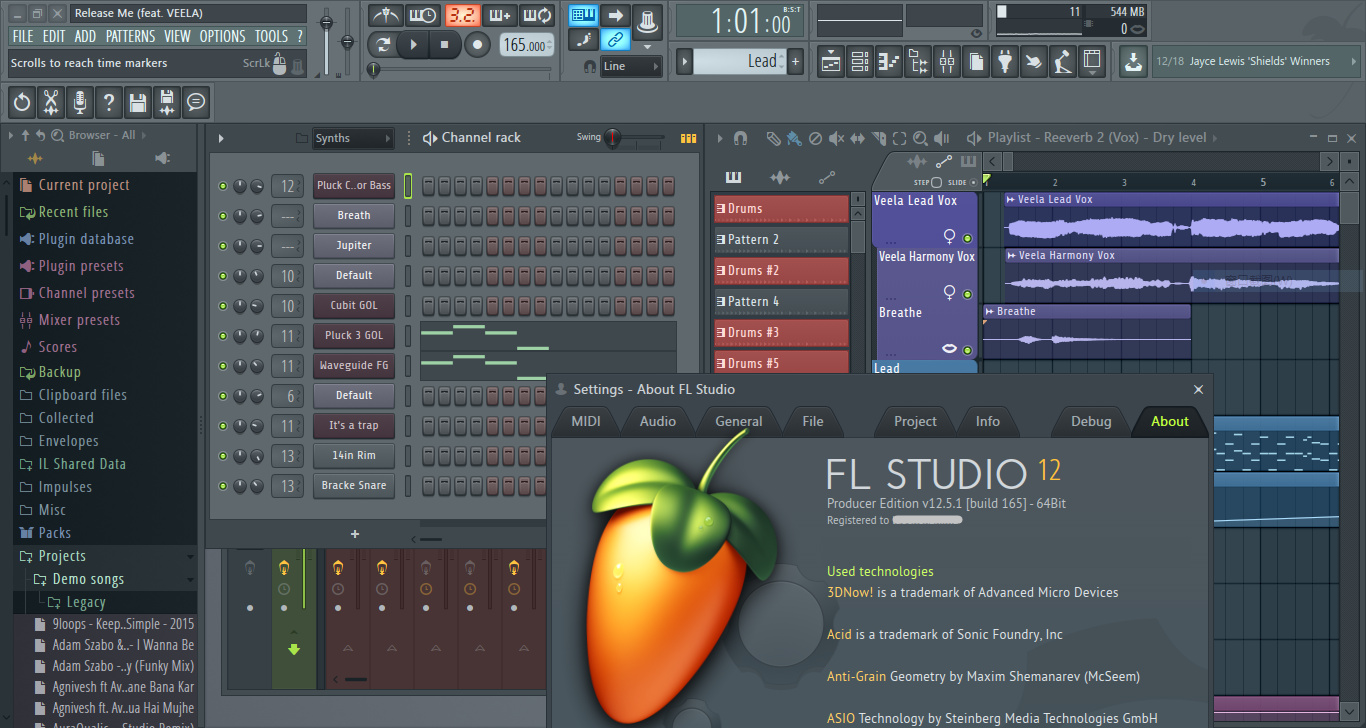 Release Me (feat. VEELA)
FILE EDIT ADD PATTERNS VIEW OPTIONS TOOLS ?
Scrolls to reach time markers
ScrLk
3.2.
165.000
Line
1:01:00
B:S:T
Lead
11
544 MB
0
12/18 Jayce Lewis 'Shields' Winners
Browser - All
Current project
Recent files
Plugin database
Plugin presets
Channel presets
Mixer presets
Scores
Backup
Clipboard files
Collected
Envelopes
IL Shared Data
Impulses
Misc
Packs
Projects
Demo songs
Legacy
9loops - Keep..Simple - 2015
Adam Szabo &..- I Wanna Be
Adam Szabo -..y (Funky Mix)
Agnivesh ft Av..ane Bana Kar
Agnivesh ft Av..ua Hai Mujhe
AuraQualic - Studio Remix)
Synths
Channel rack
Swing
12 Pluck C..or Bass
--- Breath
--- Jupiter
10 Default
10 Cubit GOL
11 Pluck 3 GOL
11 Waveguide FG
6 Default
11 It's a trap
13 14in Rim
13 Bracke Snare
+
Playlist - Reeverb 2 (Vox) - Dry level
STEP SLIDE
1 2 3 4 5 6
Drums
Pattern 2
Drums #2
Pattern 4
Drums #3
Drums #5
Veela Lead Vox
Veela Harmony Vox
Breathe
Lead
Veela Lead Vox
Veela Harmony Vox
Breathe
Settings - About FL Studio
MIDI Audio General File Project Info Debug About
FL STUDIO 12
Producer Edition v12.5.1 [build 165] - 64Bit
Registered to
Used technologies
3DNow! is a trademark of Advanced Micro Devices
Acid is a trademark of Sonic Foundry, Inc
Anti-Grain Geometry by Maxim Shemanarev (McSeem)
ASIO Technology by Steinberg Media Technologies GmbH